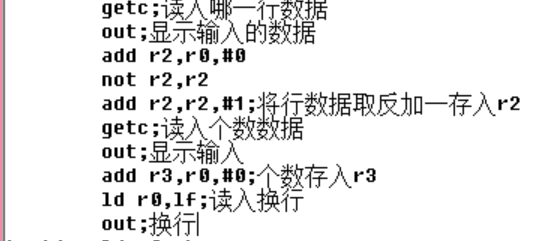 getc;读入哪一行数据
out;显示输入的数据
add r2,r0,#0
not r2,r2
add r2,r2,#1;将行数据取反加一存入r2
getc;读入个数数据
out;显示输入
add r3,r0,#0;个数存入r3
ld r0,lf;读入换行
out;换行